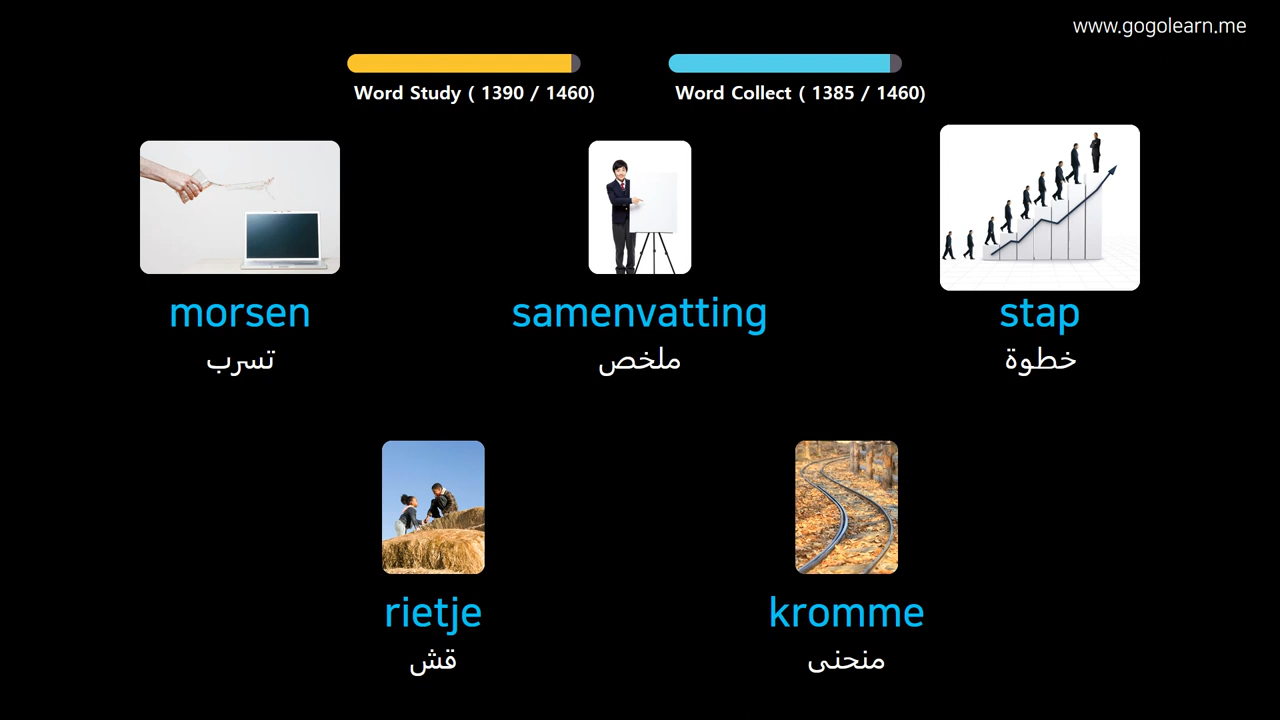 www.gogolearn.me
Word Study ( 1390 / 1460)
Word Collect ( 1385 / 1460)
morsen
تسرب
samenvatting
ملخص
stap
خطوة
rietje
قش
kromme
منحنى